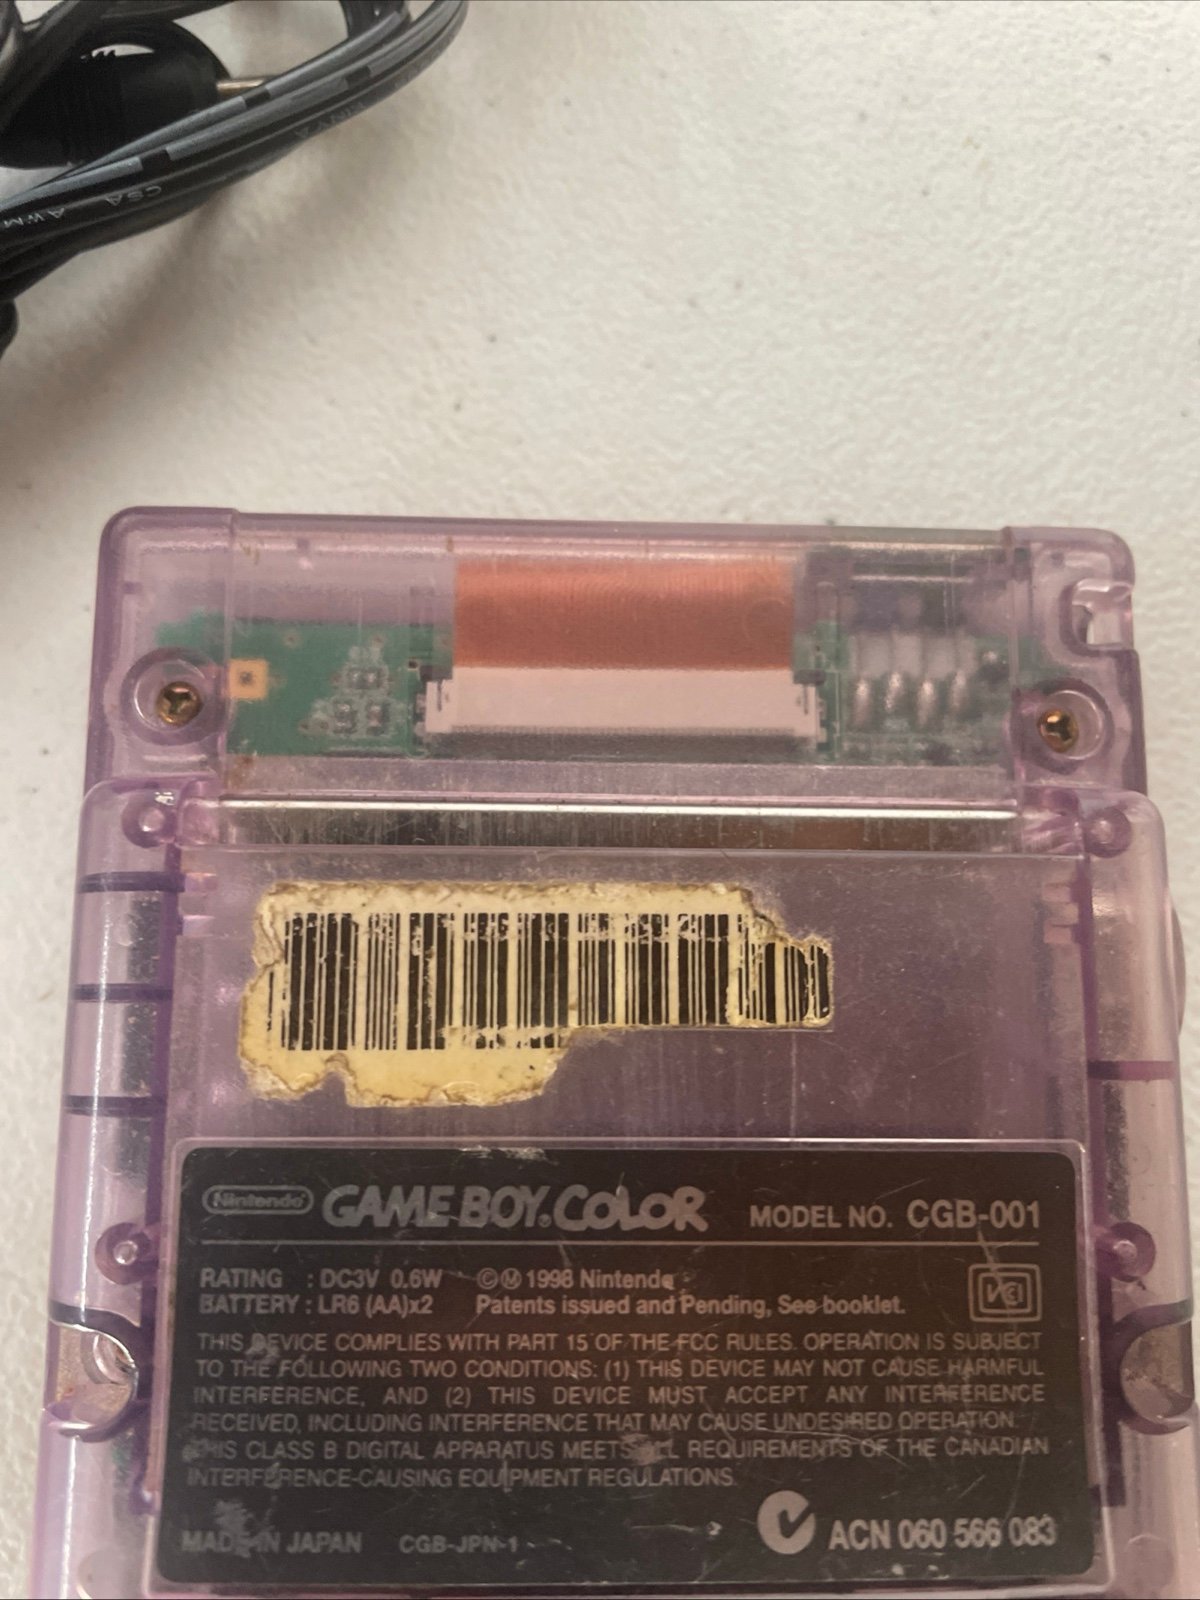 AWM
CSA
Nintendo GAME BOY COLOR MODEL NO. CGB-001
RATING : DC3V 0.6W ©Ⓜ 1998 Nintendo
BATTERY : LR6 (AA)x2 Patents issued and Pending, See booklet.
VCI
THIS DEVICE COMPLIES WITH PART 15 OF THE FCC RULES. OPERATION IS SUBJECT
TO THE FOLLOWING TWO CONDITIONS: (1) THIS DEVICE MAY NOT CAUSE HARMFUL
INTERFERENCE, AND (2) THIS DEVICE MUST ACCEPT ANY INTERFERENCE
RECEIVED, INCLUDING INTERFERENCE THAT MAY CAUSE UNDESIRED OPERATION.
THIS CLASS B DIGITAL APPARATUS MEETS ALL REQUIREMENTS OF THE CANADIAN
INTERFERENCE-CAUSING EQUIPMENT REGULATIONS.
MADE IN JAPAN CGB-JPN-1 ACN 060 566 083